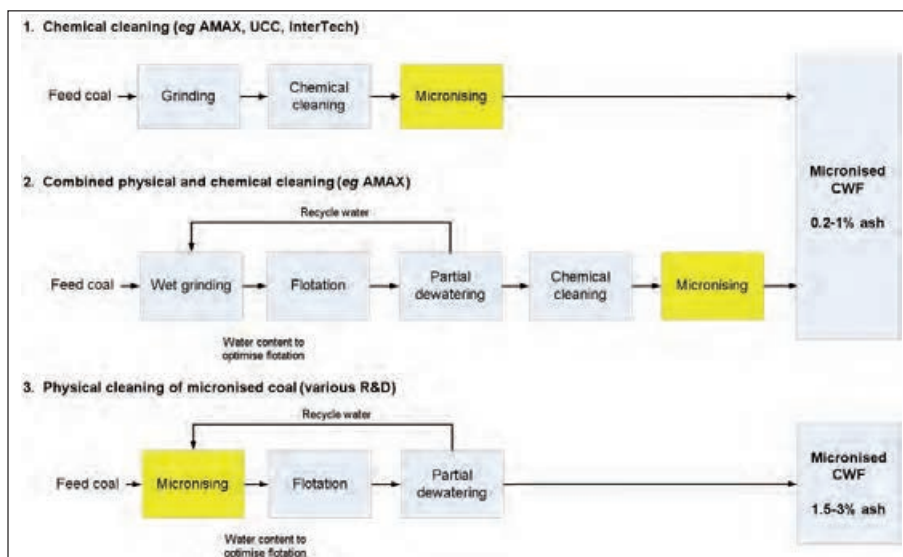 1. Chemical cleaning (eg AMAX, UCC, InterTech)
Feed coal
Grinding
Chemical
cleaning
Micronising
Micronised
CWF
0.2-1% ash
2. Combined physical and chemical cleaning (eg AMAX)
Recycle water
Feed coal
Wet grinding
Flotation
Partial
dewatering
Chemical
cleaning
Micronising
Water content to
optimise flotation
3. Physical cleaning of micronised coal (various R&D)
Recycle water
Feed coal
Micronising
Flotation
Partial
dewatering
Micronised
CWF
1.5-3% ash
Water content to
optimise flotation